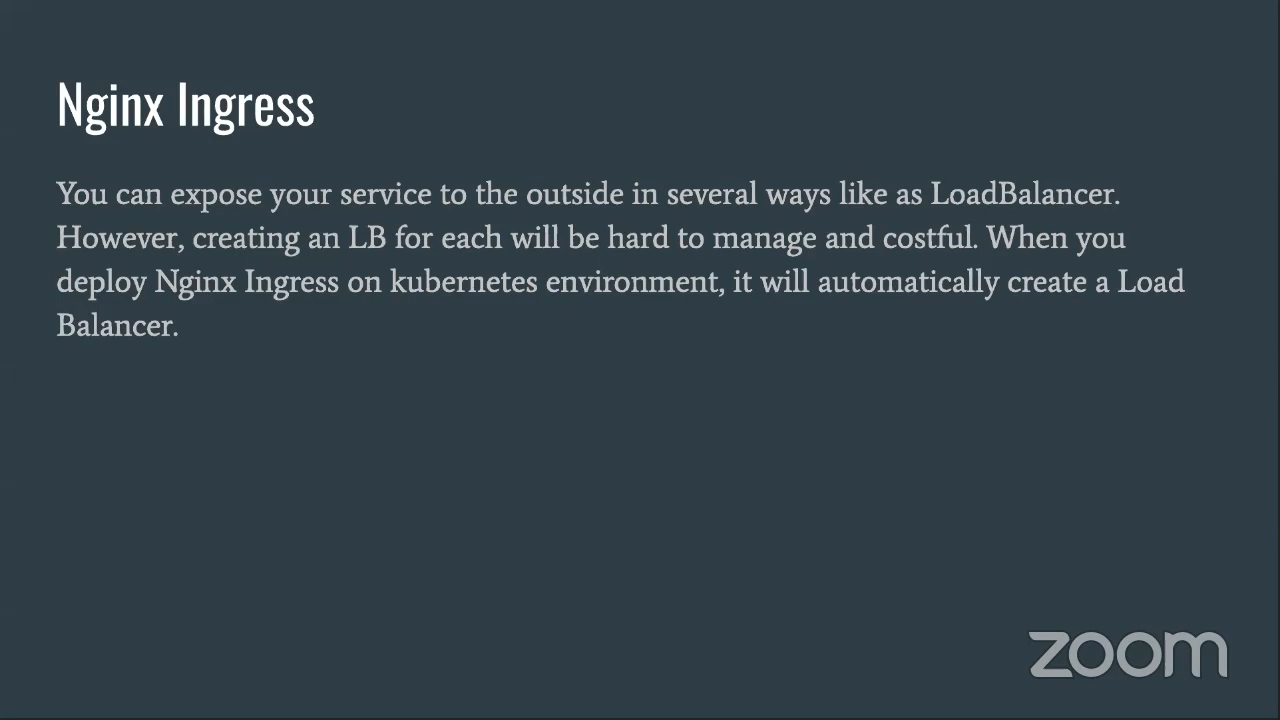 Nginx Ingress
You can expose your service to the outside in several ways like as LoadBalancer.
However, creating an LB for each will be hard to manage and costful. When you
deploy Nginx Ingress on kubernetes environment, it will automatically create a Load
Balancer.
zoom